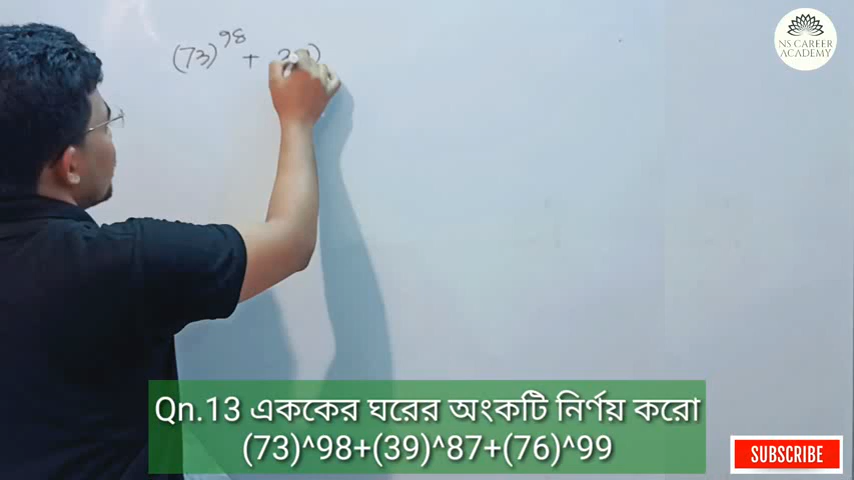 (73)^98 +
NS CAREER
ACADEMY
Qn.13 এককের ঘরের অংকটি নির্ণয় করো
(73)^98+(39)^87+(76)^99
SUBSCRIBE